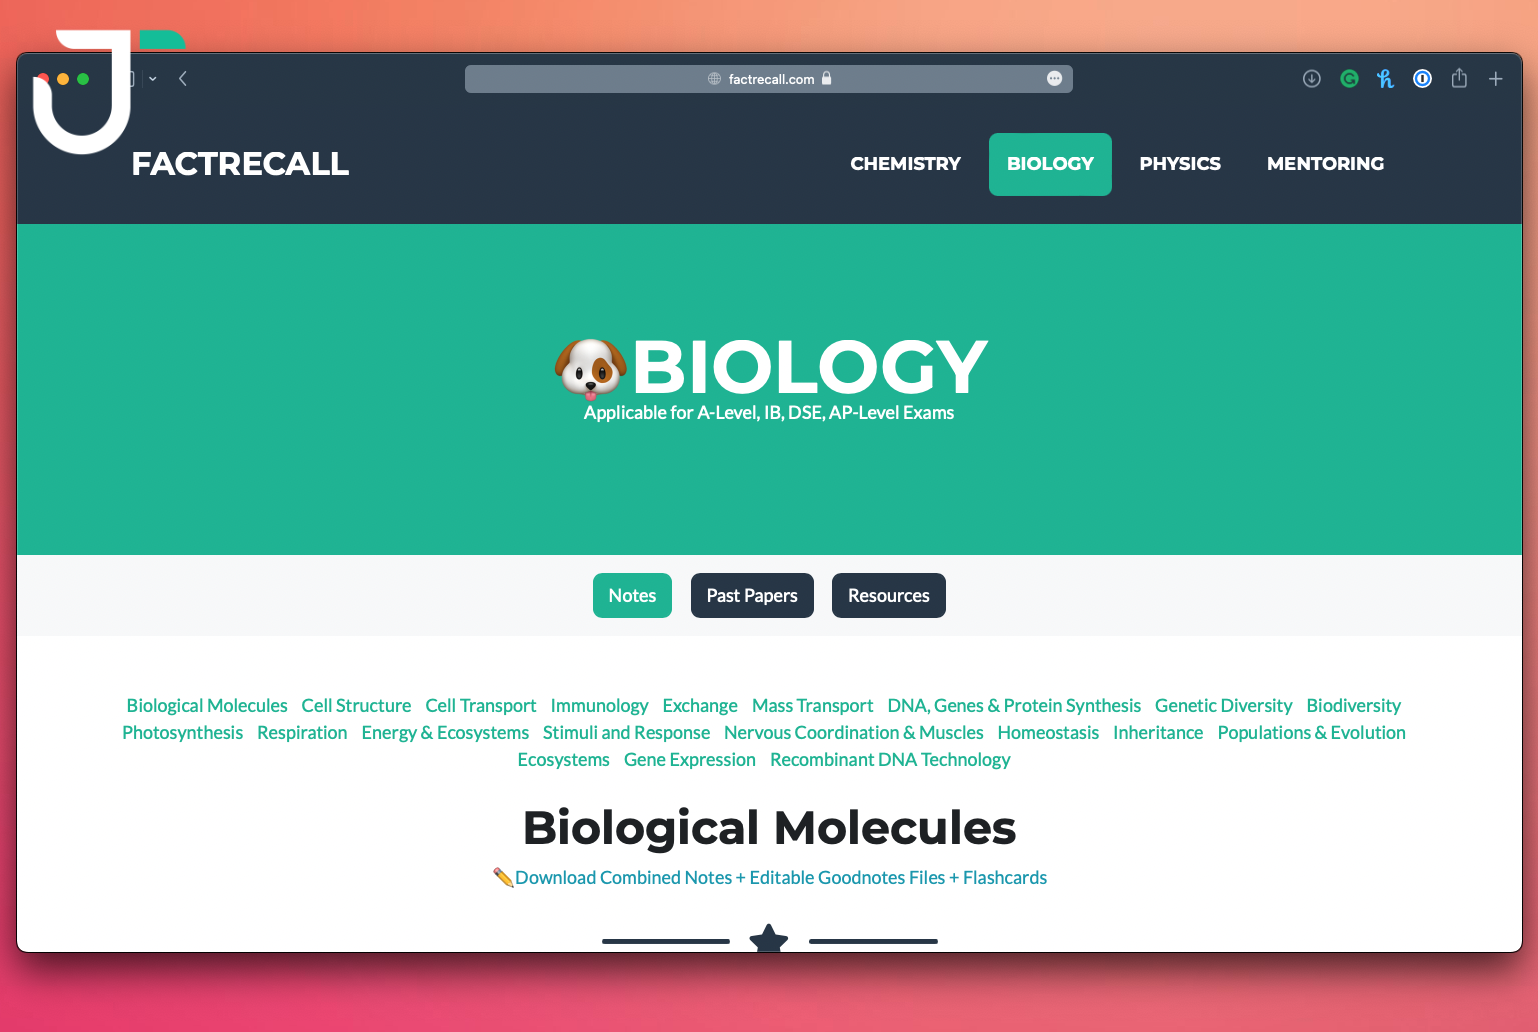 factrecall.com
FACTRECALL
CHEMISTRY BIOLOGY PHYSICS MENTORING
🐶BIOLOGY
Applicable for A-Level, IB, DSE, AP-Level Exams
Notes Past Papers Resources
Biological Molecules Cell Structure Cell Transport Immunology Exchange Mass Transport DNA, Genes & Protein Synthesis Genetic Diversity Biodiversity
Photosynthesis Respiration Energy & Ecosystems Stimuli and Response Nervous Coordination & Muscles Homeostasis Inheritance Populations & Evolution
Ecosystems Gene Expression Recombinant DNA Technology
Biological Molecules
✏️Download Combined Notes + Editable Goodnotes Files + Flashcards